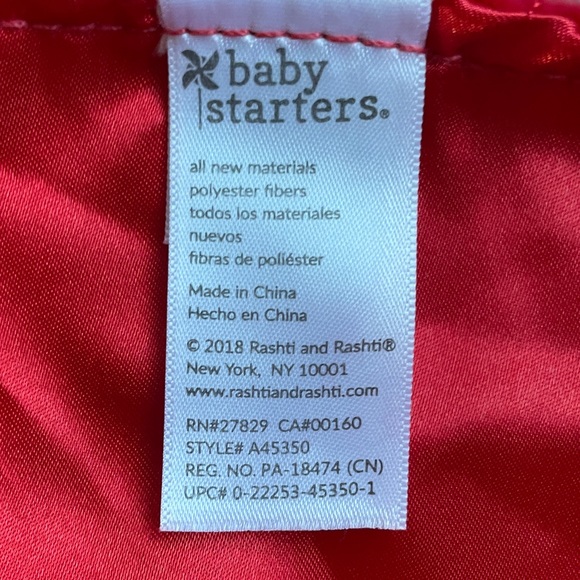 baby
starters®
all new materials
polyester fibers
todos los materiales
nuevos
fibras de poliéster
Made in China
Hecho en China
© 2018 Rashti and Rashti®
New York, NY 10001
www.rashtiandrashti.com
RN#27829 CA#00160
STYLE# A45350
REG. NO. PA-18474 (CN)
UPC# 0-22253-45350-1